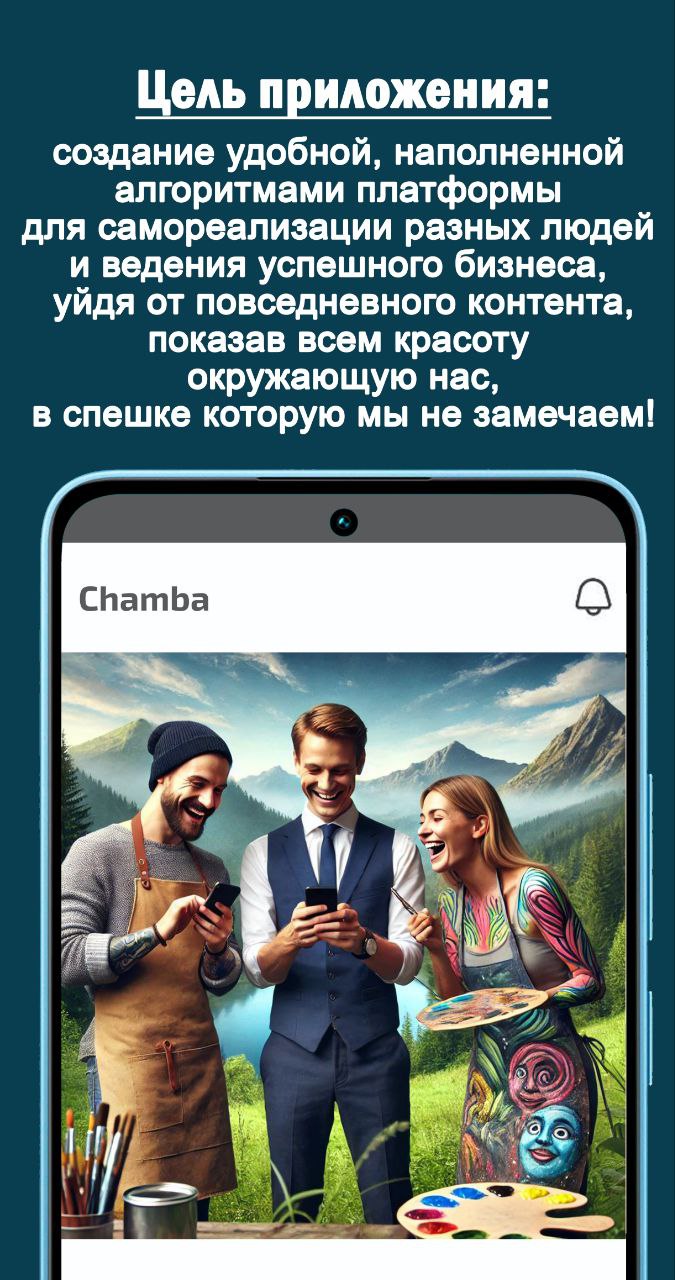 Цель приложения:
создание удобной, наполненной
алгоритмами платформы
для самореализации разных людей
и ведения успешного бизнеса,
уйдя от повседневного контента,
показав всем красоту
окружающую нас,
в спешке которую мы не замечаем!
Chamba